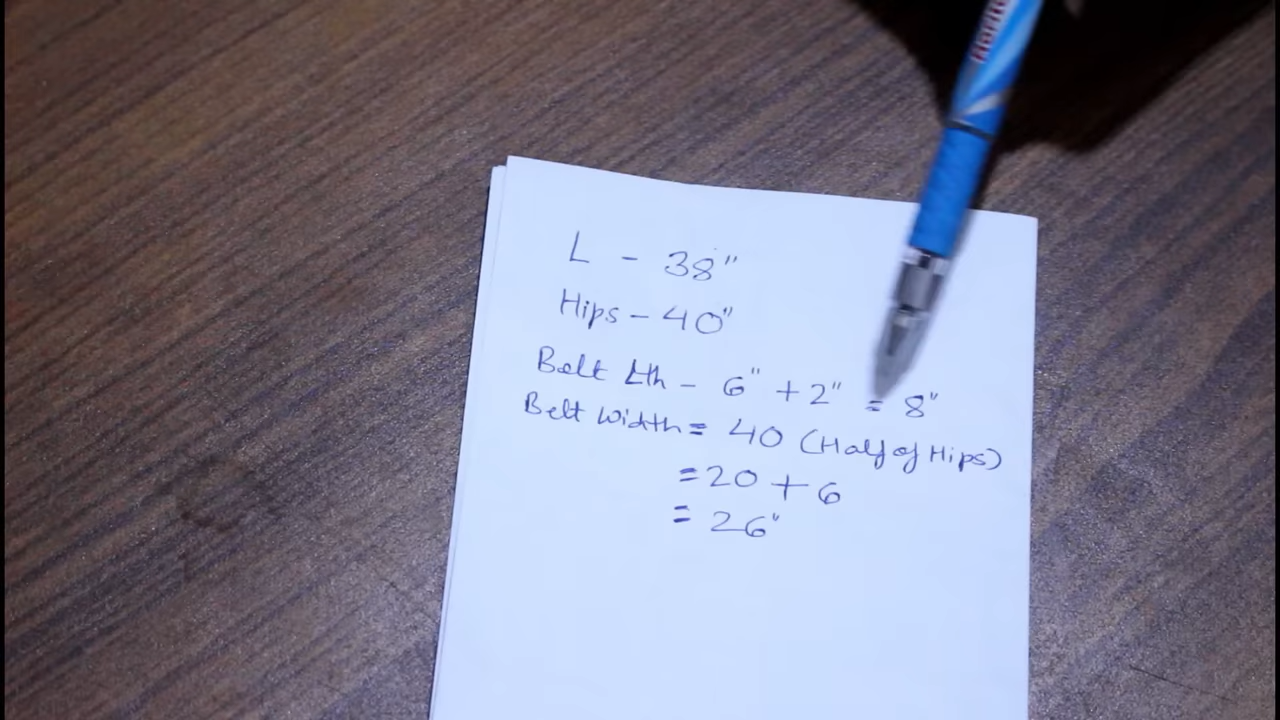 L - 38"
Hips - 40"
Belt Lth - 6" + 2" = 8"
Belt Width = 40 (Half of Hips)
= 20 + 6
= 26"